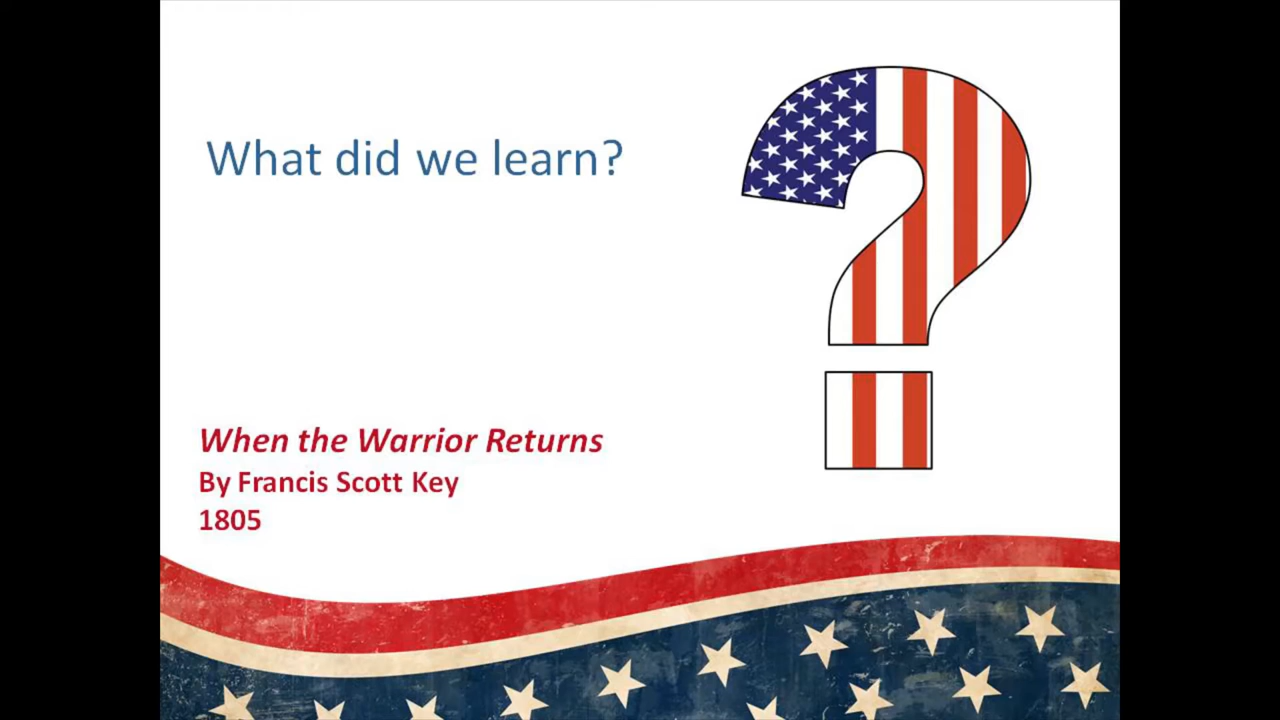 What did we learn?
When the Warrior Returns
By Francis Scott Key
1805